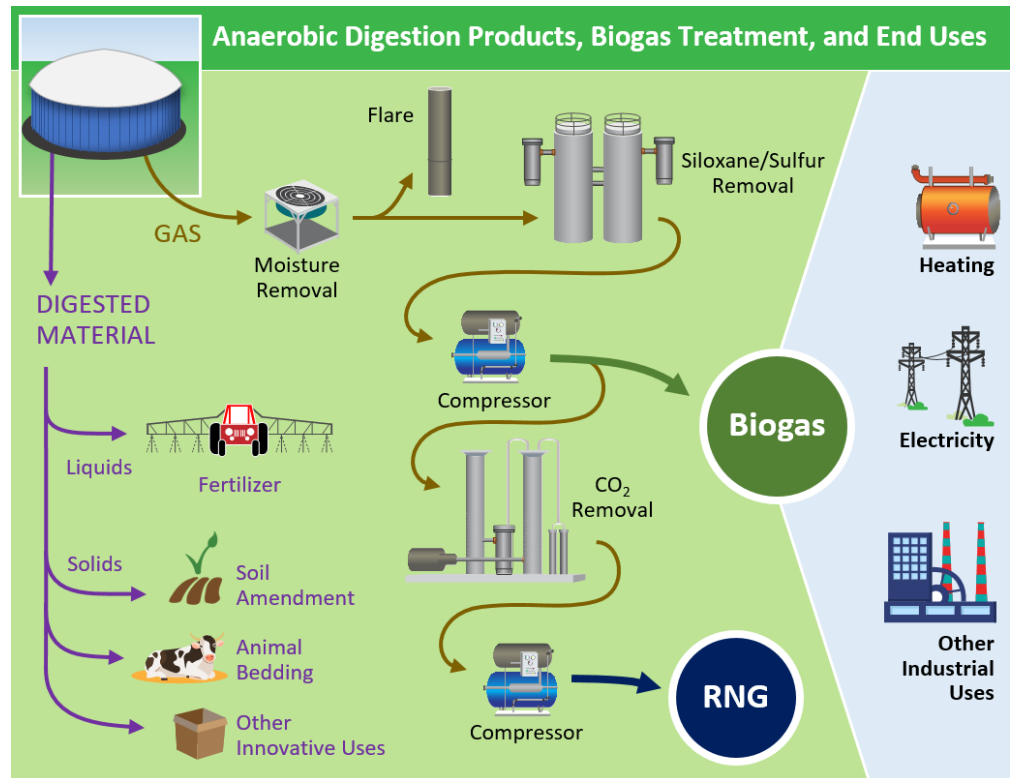 Anaerobic Digestion Products, Biogas Treatment, and End Uses
Flare
Siloxane/Sulfur
Removal
GAS
Moisture
Removal
Heating
DIGESTED
MATERIAL
Compressor
Biogas
Electricity
Liquids
Fertilizer
CO₂
Removal
Solids
Soil
Amendment
Animal
Bedding
Other
Industrial
Uses
RNG
Other
Innovative Uses
Compressor